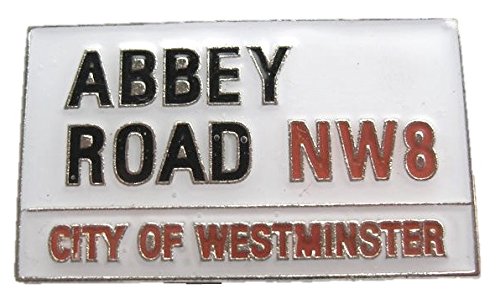 ABBEY
ROAD NW8
CITY OF WESTMINSTER